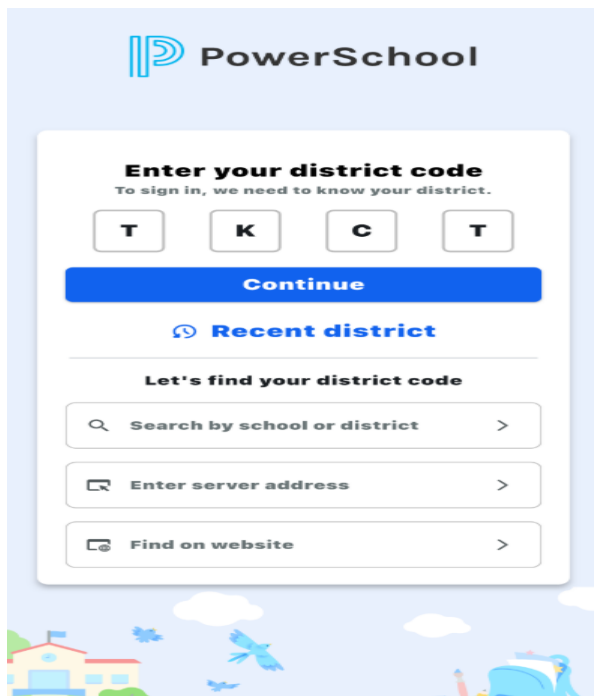 PowerSchool
Enter your district code
To sign in, we need to know your district.
T K C T
Continue
Recent district
Let's find your district code
Search by school or district
Enter server address
Find on website